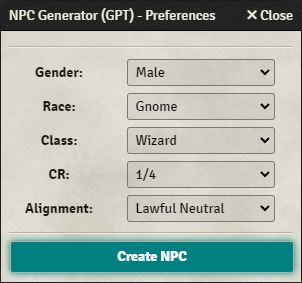 NPC Generator (GPT) - Preferences ✕ Close
Gender: Male
Race: Gnome
Class: Wizard
CR: 1/4
Alignment: Lawful Neutral
Create NPC